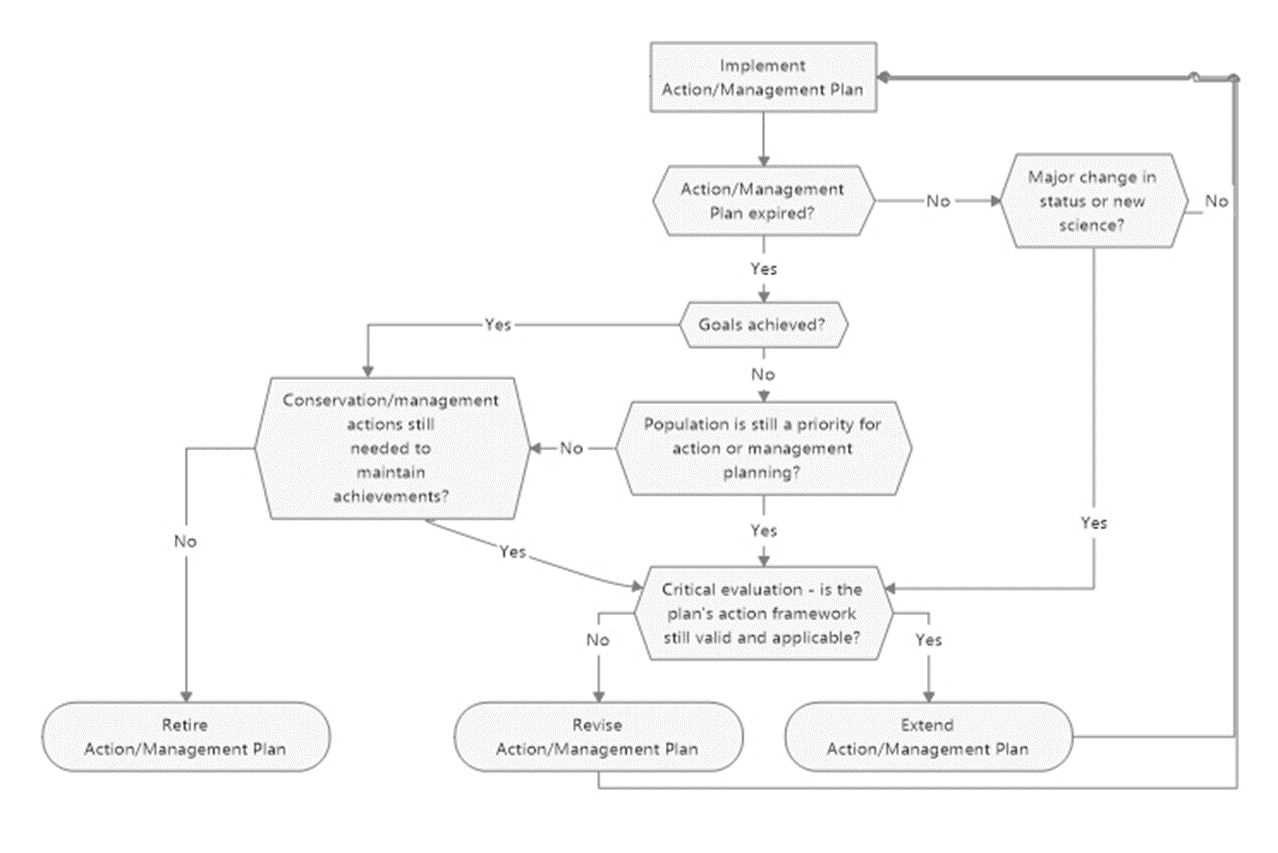 Implement
Action/Management Plan
Action/Management
Plan expired?
No
Major change in
status or new
science?
No
Yes
Goals achieved?
Yes
No
Conservation/management
actions still
needed to
maintain
achievements?
No
Population is still a priority for
action or management
planning?
No
Yes
Yes
Yes
Critical evaluation - is the
plan's action framework
still valid and applicable?
No
Yes
Retire
Action/Management Plan
Revise
Action/Management Plan
Extend
Action/Management Plan